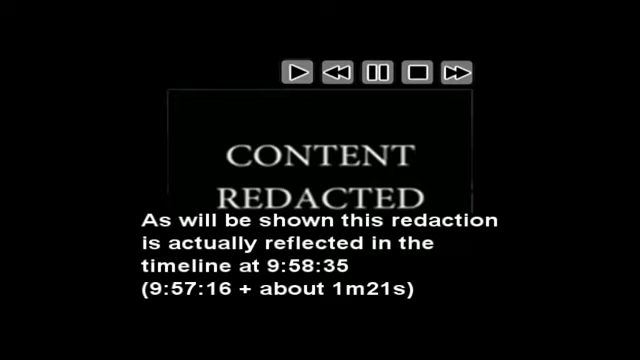 CONTENT
REDACTED
As will be shown this redaction
is actually reflected in the
timeline at 9:58:35
(9:57:16 + about 1m21s)